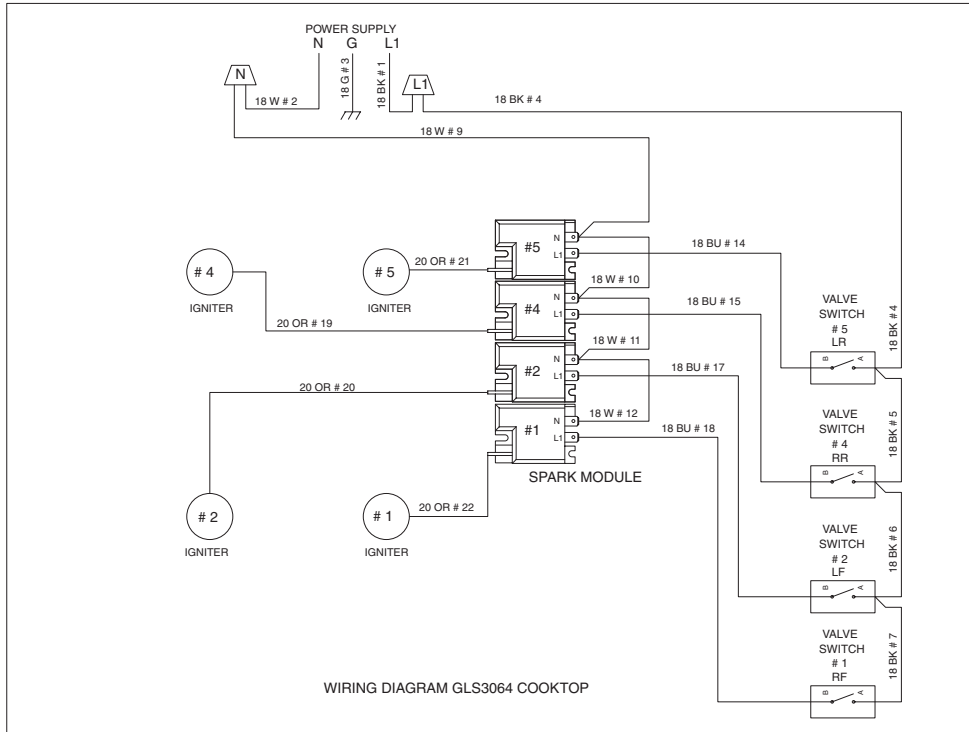 POWER SUPPLY
N G L1
18 BK # 1
18 G # 3
N
L1
18 W # 2
18 BK # 4
18 W # 9
#5
N
L1
20 OR # 21
18 BU # 14
# 4
IGNITER
# 5
IGNITER
18 W # 10
#4
N
L1
20 OR # 19
18 BU # 15
VALVE
SWITCH
# 5
LR
B A
18 BK # 4
18 W # 11
#2
N
L1
20 OR # 20
18 BU # 17
18 W # 12
#1
N
L1
18 BU # 18
VALVE
SWITCH
# 4
RR
B A
18 BK # 5
SPARK MODULE
20 OR # 22
# 2
IGNITER
# 1
IGNITER
VALVE
SWITCH
# 2
LF
B A
18 BK # 6
VALVE
SWITCH
# 1
RF
B A
18 BK # 7
WIRING DIAGRAM GLS3064 COOKTOP